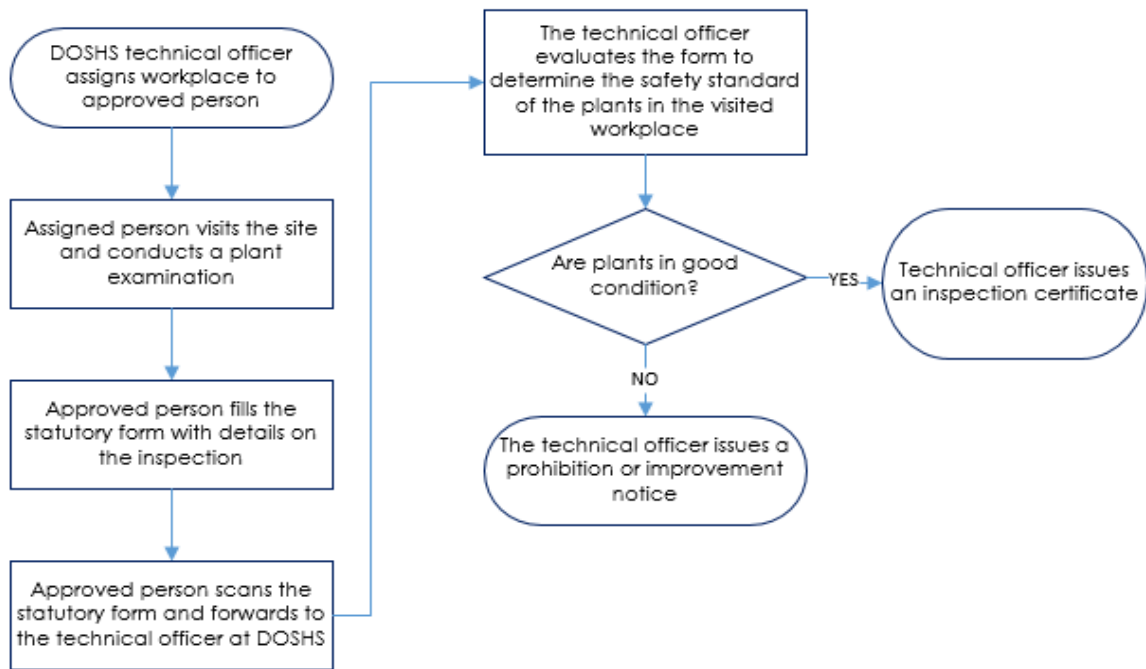 DOSHS technical officer
assigns workplace to
approved person
Assigned person visits the site
and conducts a plant
examination
Approved person fills the
statutory form with details on
the inspection
Approved person scans the
statutory form and forwards to
the technical officer at DOSHS
The technical officer
evaluates the form to
determine the safety standard
of the plants in the visited
workplace
Are plants in good
condition?
YES
Technical officer issues
an inspection certificate
NO
The technical officer issues a
prohibition or improvement
notice